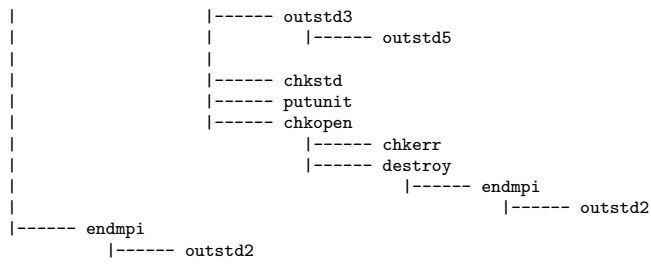 |                   |------ outstd3
|                   |         |------ outstd5
|                   |
|                   |------ chkstd
|                   |------ putunit
|                   |------ chkopen
|                             |------ chkerr
|                             |------ destroy
|                                       |------ endmpi
|                                                 |------ outstd2
|------ endmpi
          |------ outstd2